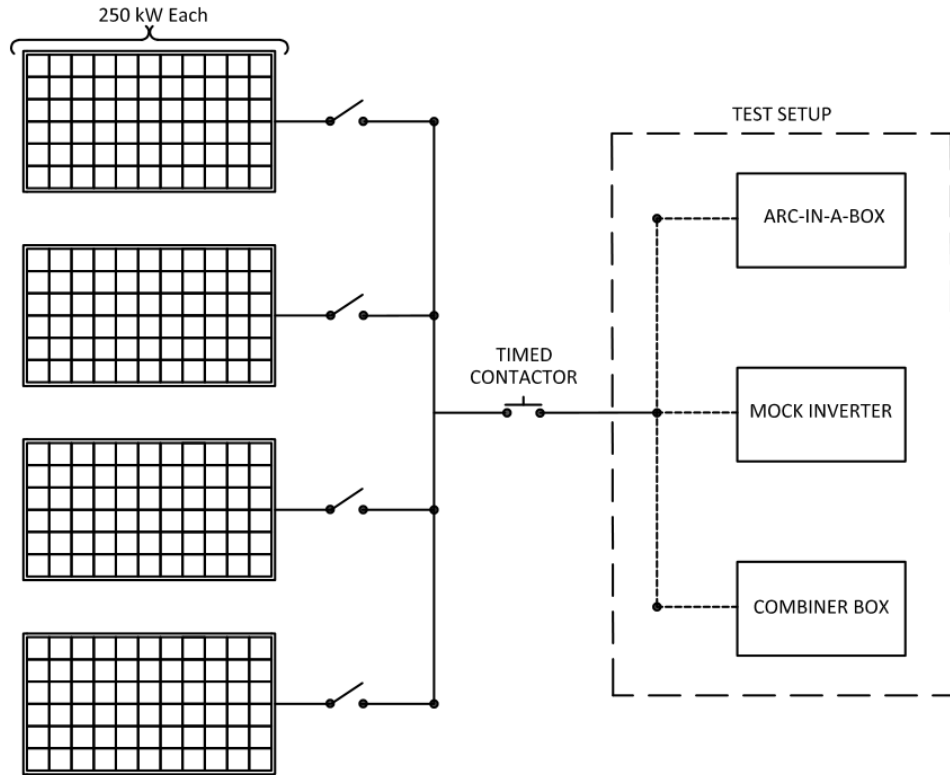 250 kW Each
TEST SETUP
ARC-IN-A-BOX
TIMED
CONTACTOR
MOCK INVERTER
COMBINER BOX